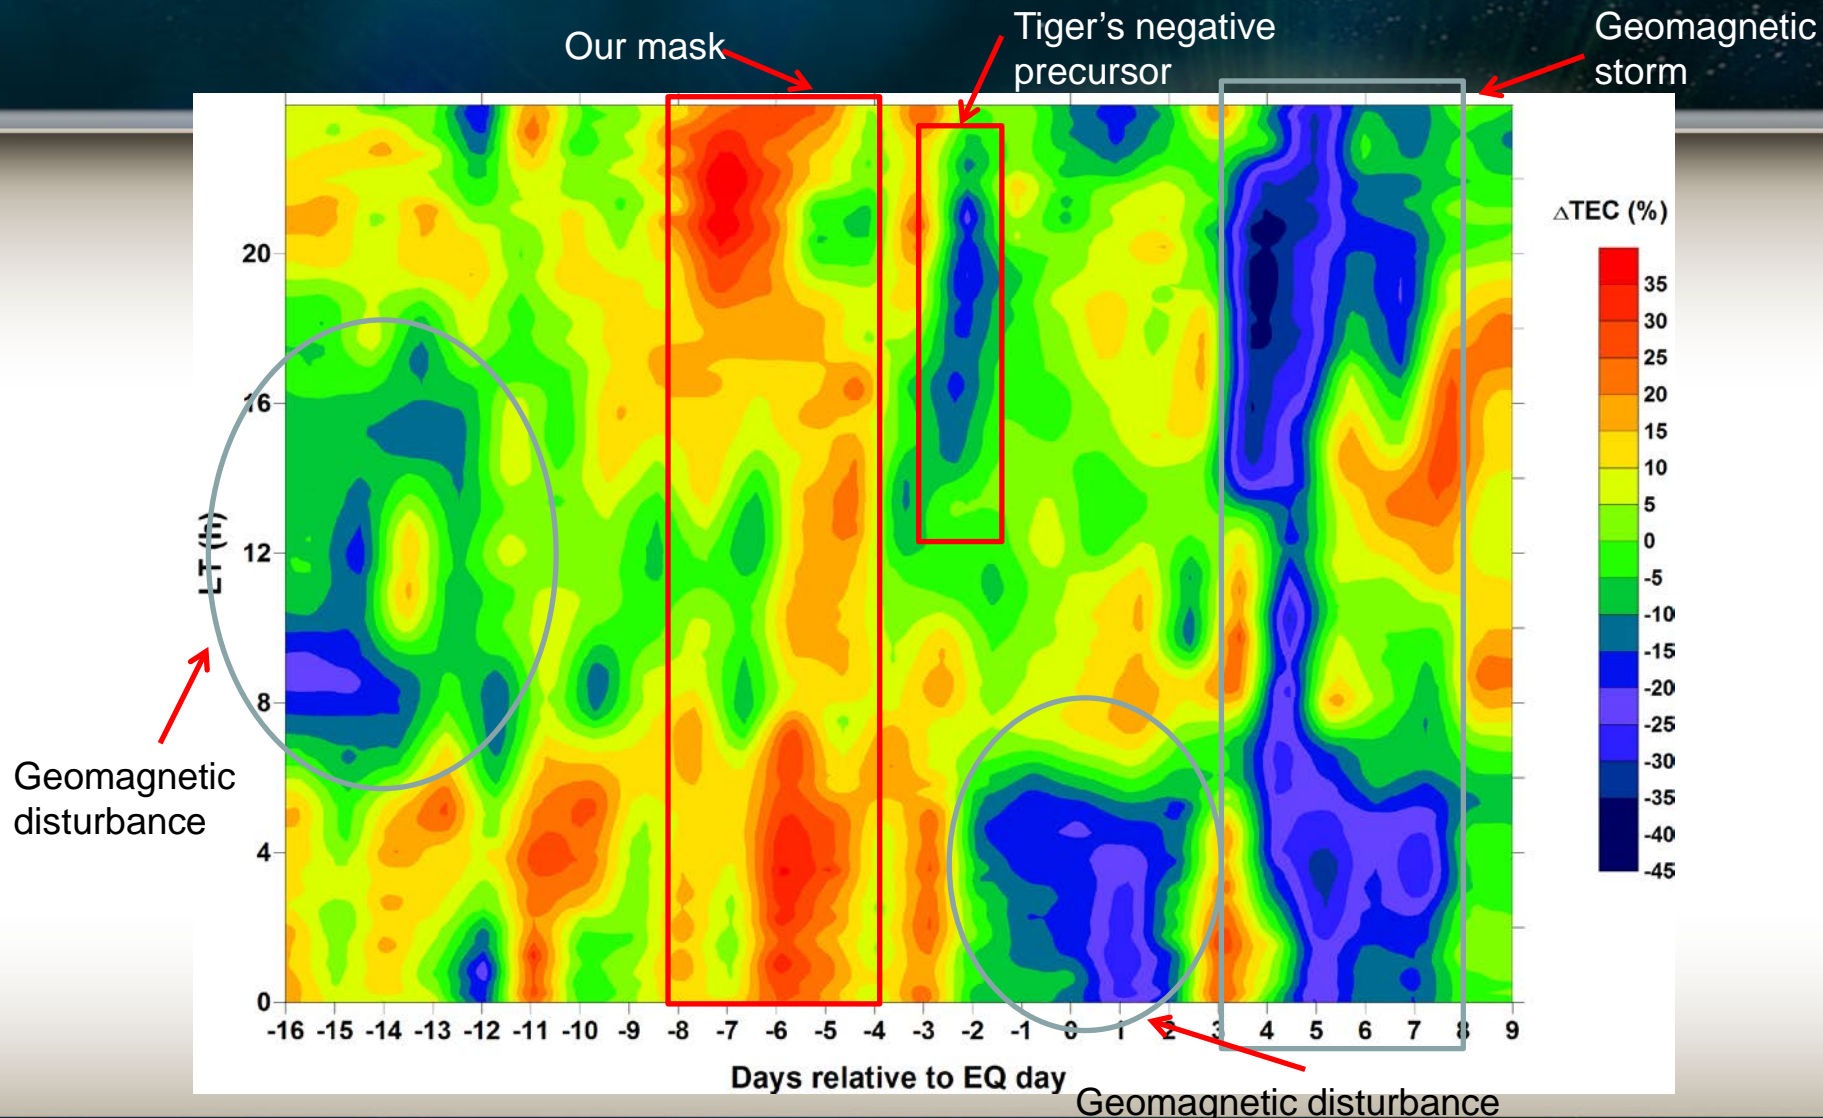 Our mask
Tiger's negative
precursor
Geomagnetic
storm
ΔTEC (%)
35
30
25
20
15
10
5
0
-5
-10
-15
-20
-25
-30
-35
-40
-45
20
16
12
8
4
0
LT (h)
Geomagnetic
disturbance
-16 -15 -14 -13 -12 -11 -10 -9 -8 -7 -6 -5 -4 -3 -2 -1 0 1 2 3 4 5 6 7 8 9
Days relative to EQ day
Geomagnetic disturbance